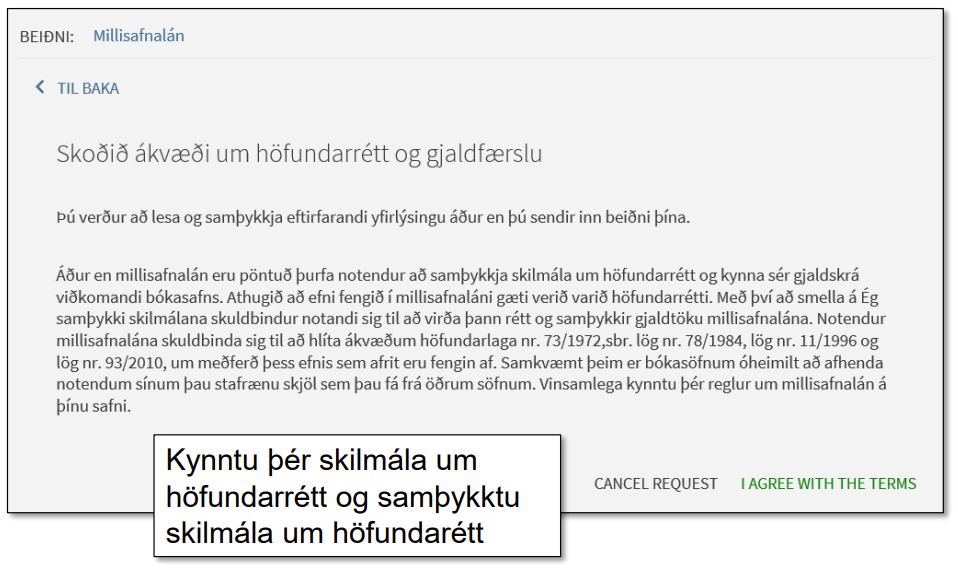 BEIÐNI: Millisafnalán
TIL BAKA
Skoðið ákvæði um höfundarrétt og gjaldfærslu
Þú verður að lesa og samþykkja eftirfarandi yfirlýsingu áður en þú sendir inn beiðni þína.
Áður en millisafnalán eru pöntuð þurfa notendur að samþykkja skilmála um höfundarrétt og kynna sér gjaldskrá
viðkomandi bókasafns. Athugið að efni fengið í millisafnaláni gæti verið varið höfundarrétti. Með því að smella á Ég
samþykki skilmálana skuldbindur notandi sig til að virða þann rétt og samþykkir gjaldtöku millisafnalána. Notendur
millisafnalána skuldbinda sig til að hlíta ákvæðum höfundarlaga nr. 73/1972,sbr. lög nr. 78/1984, lög nr. 11/1996 og
lög nr. 93/2010, um meðferð þess efnis sem afrit eru fengin af. Samkvæmt þeim er bókasöfnum óheimilt að afhenda
notendum sínum þau stafrænu skjöl sem þau fá frá öðrum söfnum. Vinsamlega kynntu þér reglur um millisafnalán á
þínu safni.
Kynntu þér skilmála um
höfundarrétt og samþykktu
skilmála um höfundarétt
CANCEL REQUEST I AGREE WITH THE TERMS